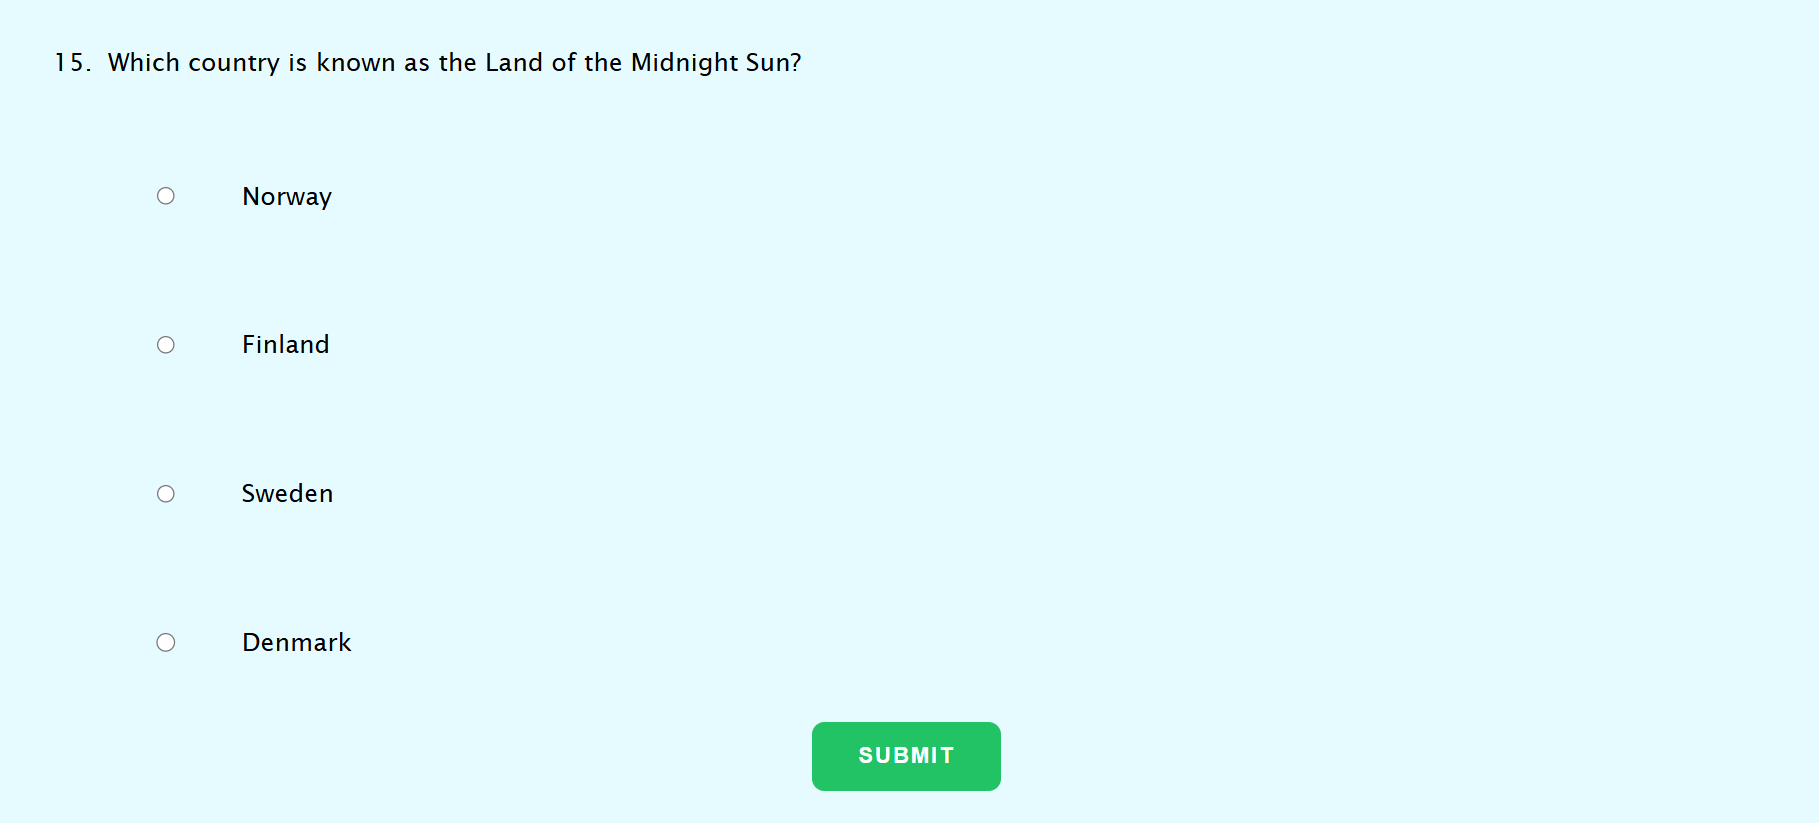 15. Which country is known as the Land of the Midnight Sun?
Norway
Finland
Sweden
Denmark
SUBMIT